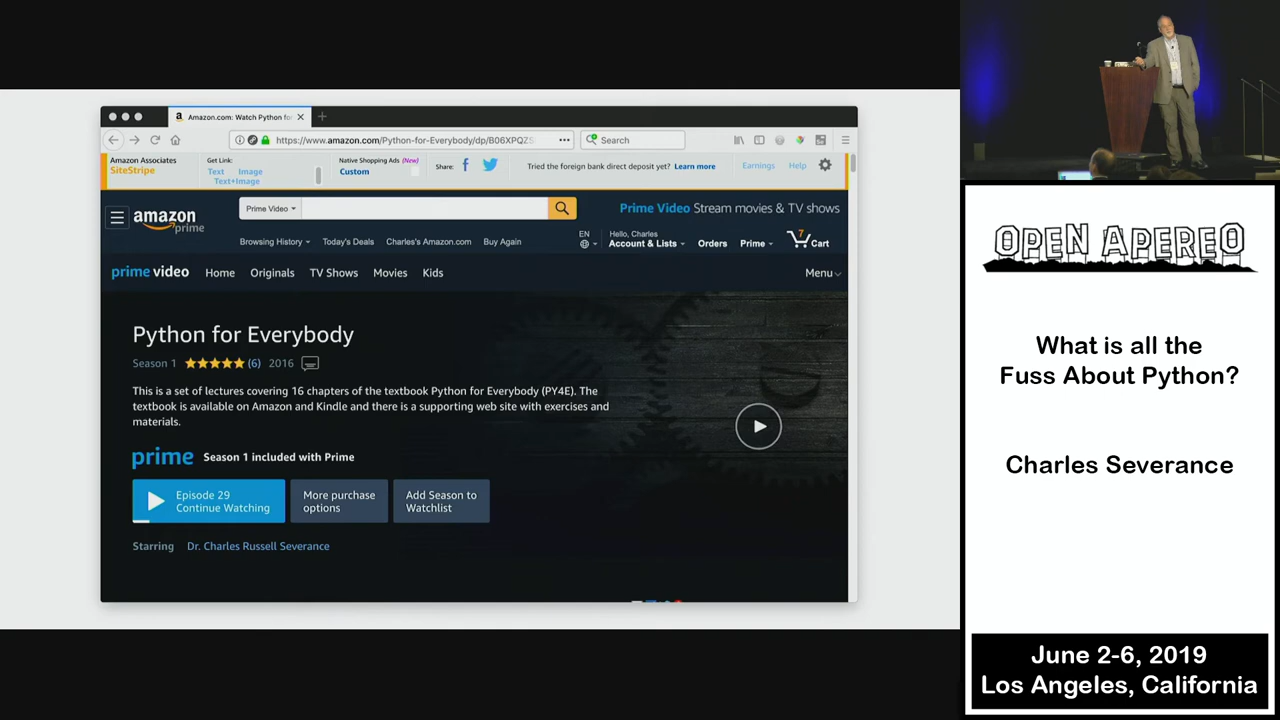 Amazon.com: Watch Python for
https://www.amazon.com/Python-for-Everybody/dp/B06XPQZS
Search
Amazon Associates
SiteStripe
Get Link:
Text
Image
Text+Image
Native Shopping Ads (New)
Custom
Share:
Tried the foreign bank direct deposit yet? Learn more
Earnings
Help
amazon
prime
Prime Video
Prime Video Stream movies & TV shows
Browsing History
Today's Deals
Charles's Amazon.com
Buy Again
EN
Hello, Charles
Account & Lists
Orders
Prime
7
Cart
prime video
Home
Originals
TV Shows
Movies
Kids
Menu
Python for Everybody
Season 1
(6)
2016
This is a set of lectures covering 16 chapters of the textbook Python for Everybody (PY4E). The
textbook is available on Amazon and Kindle and there is a supporting web site with exercises and
materials.
prime
Season 1 included with Prime
Episode 29
Continue Watching
More purchase
options
Add Season to
Watchlist
Starring
Dr. Charles Russell Severance
OPEN APEREO
What is all the
Fuss About Python?
Charles Severance
June 2-6, 2019
Los Angeles, California